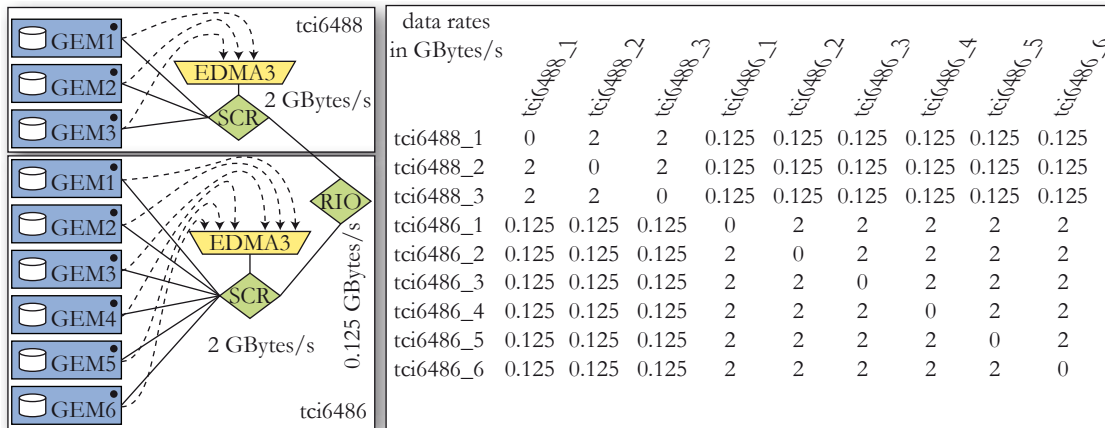 tci6488
GEM1
EDMA3
GEM2
2 GBytes/s
SCR
GEM3
GEM1
RIO
GEM2
EDMA3
GEM3
SCR
GEM4
0.125 GBytes/s
2 GBytes/s
GEM5
GEM6
tci6486
data rates
in GBytes/s
tci6488_1 tci6488_2 tci6488_3 tci6486_1 tci6486_2 tci6486_3 tci6486_4 tci6486_5 tci6486_6
tci6488_1 0 2 2 0.125 0.125 0.125 0.125 0.125 0.125
tci6488_2 2 0 2 0.125 0.125 0.125 0.125 0.125 0.125
tci6488_3 2 2 0 0.125 0.125 0.125 0.125 0.125 0.125
tci6486_1 0.125 0.125 0.125 0 2 2 2 2 2
tci6486_2 0.125 0.125 0.125 2 0 2 2 2 2
tci6486_3 0.125 0.125 0.125 2 2 0 2 2 2
tci6486_4 0.125 0.125 0.125 2 2 2 0 2 2
tci6486_5 0.125 0.125 0.125 2 2 2 2 0 2
tci6486_6 0.125 0.125 0.125 2 2 2 2 2 0